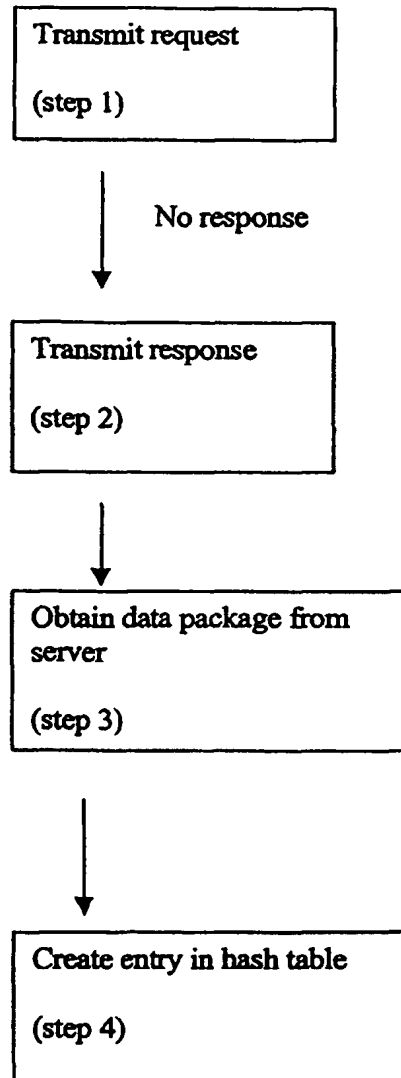 Transmit request
(step 1)
No response
Transmit response
(step 2)
Obtain data package from
server
(step 3)
Create entry in hash table
(step 4)